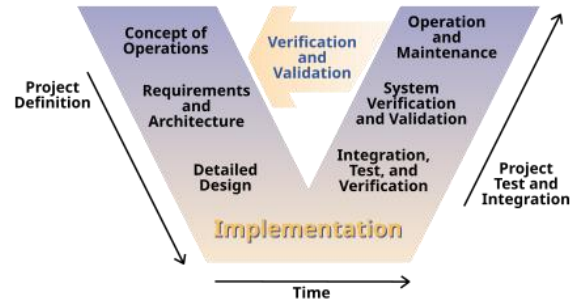 Concept of
Operations
Verification
and
Validation
Operation
and
Maintenance
Project
Definition
Requirements
and
Architecture
System
Verification
and Validation
Detailed
Design
Integration,
Test, and
Verification
Project
Test and
Integration
Implementation
Time